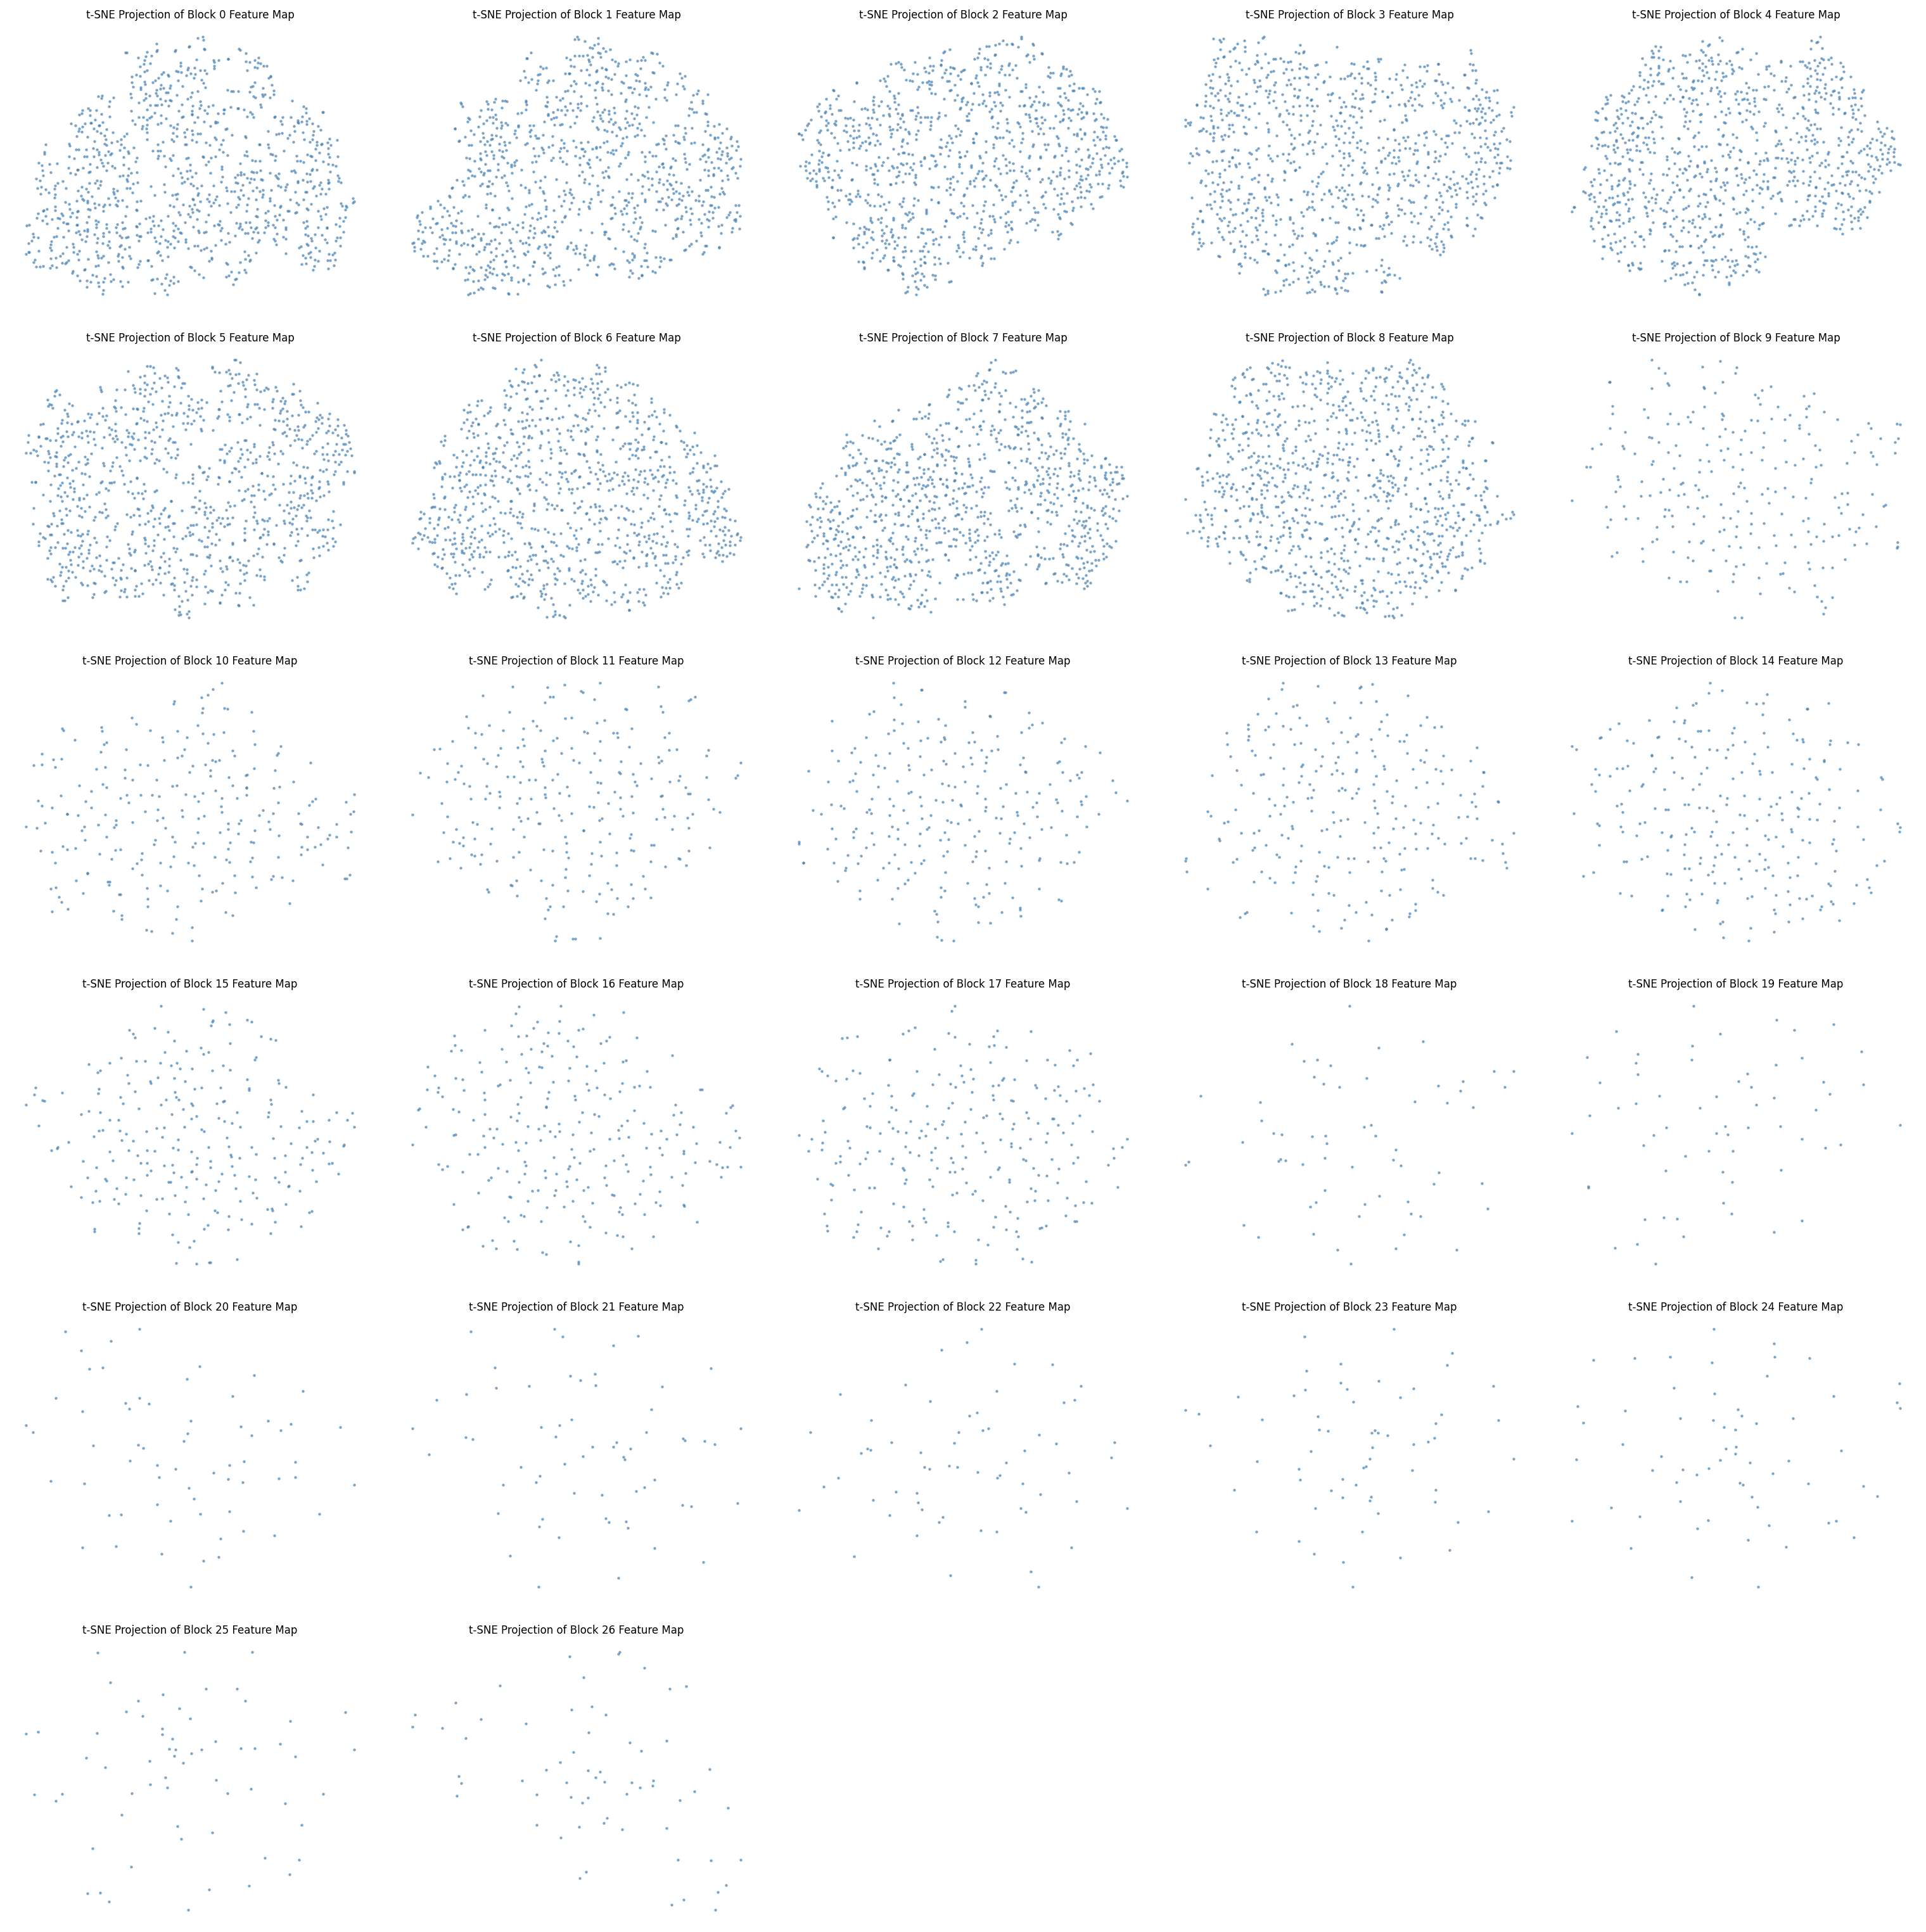 t-SNE Projection of Block 0 Feature Map
t-SNE Projection of Block 1 Feature Map
t-SNE Projection of Block 2 Feature Map
t-SNE Projection of Block 3 Feature Map
t-SNE Projection of Block 4 Feature Map
t-SNE Projection of Block 5 Feature Map
t-SNE Projection of Block 6 Feature Map
t-SNE Projection of Block 7 Feature Map
t-SNE Projection of Block 8 Feature Map
t-SNE Projection of Block 9 Feature Map
t-SNE Projection of Block 10 Feature Map
t-SNE Projection of Block 11 Feature Map
t-SNE Projection of Block 12 Feature Map
t-SNE Projection of Block 13 Feature Map
t-SNE Projection of Block 14 Feature Map
t-SNE Projection of Block 15 Feature Map
t-SNE Projection of Block 16 Feature Map
t-SNE Projection of Block 17 Feature Map
t-SNE Projection of Block 18 Feature Map
t-SNE Projection of Block 19 Feature Map
t-SNE Projection of Block 20 Feature Map
t-SNE Projection of Block 21 Feature Map
t-SNE Projection of Block 22 Feature Map
t-SNE Projection of Block 23 Feature Map
t-SNE Projection of Block 24 Feature Map
t-SNE Projection of Block 25 Feature Map
t-SNE Projection of Block 26 Feature Map